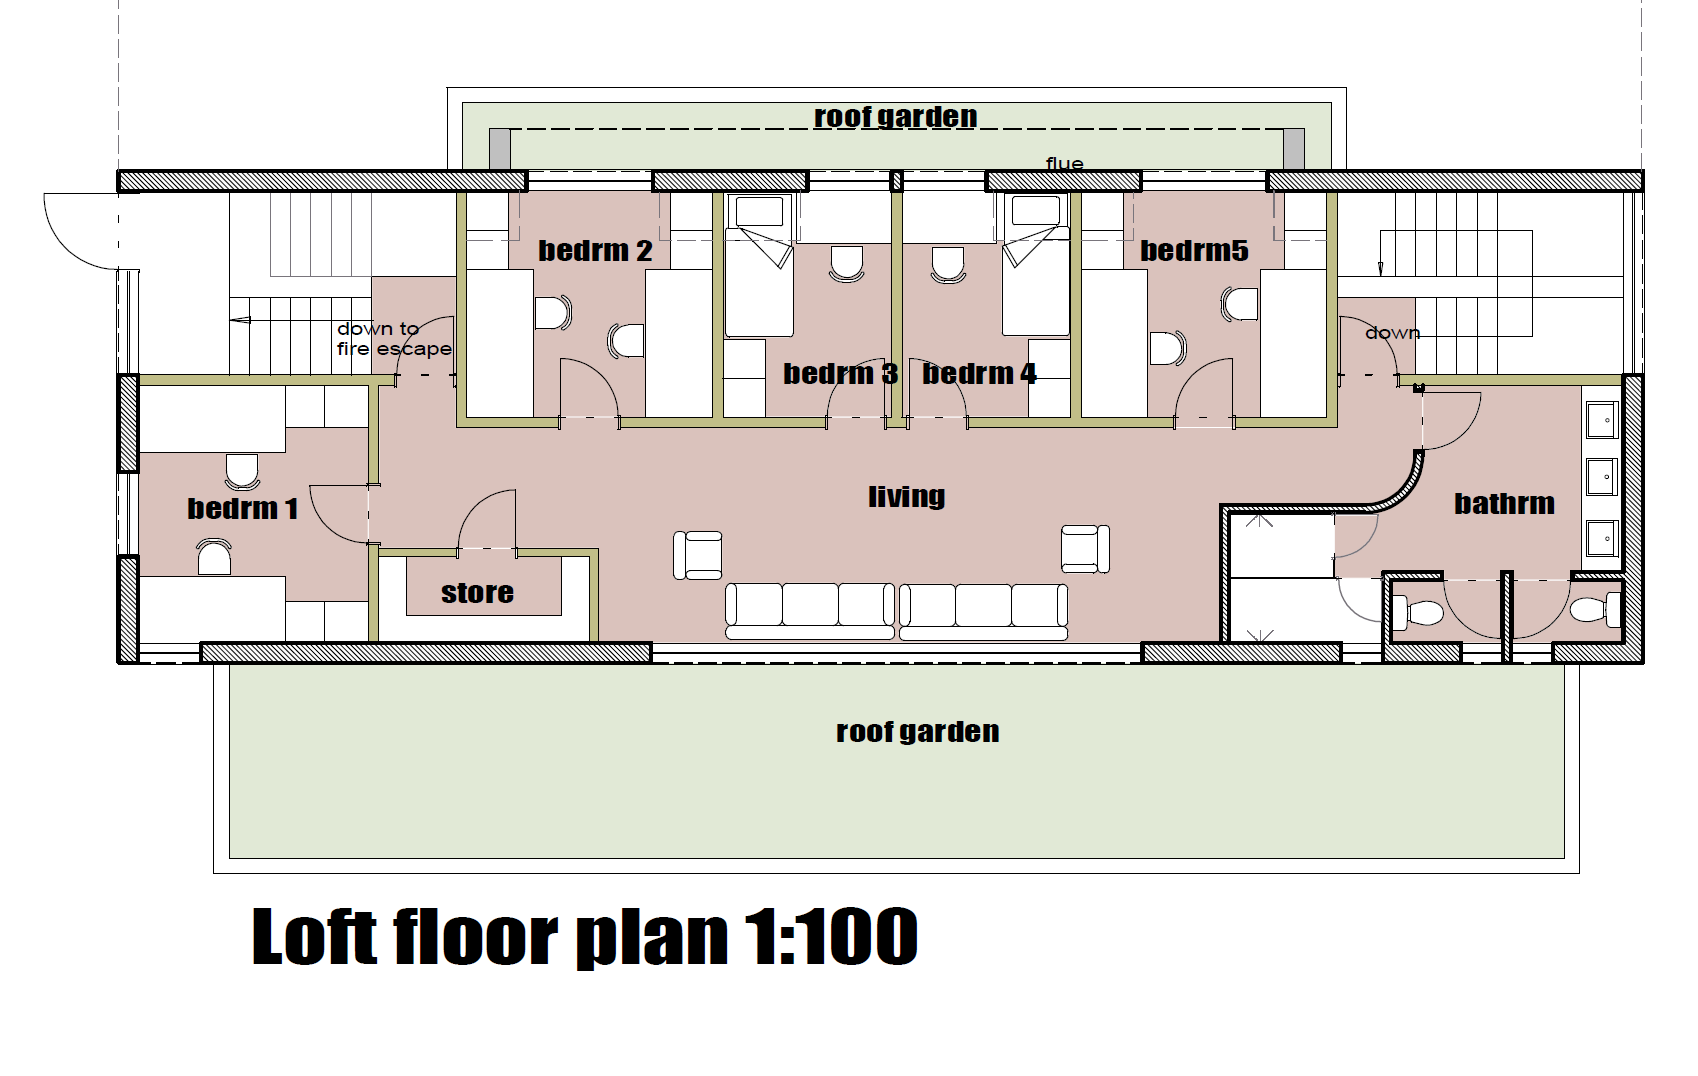 roof garden
flue
bedrm 2
bedrm5
down to
fire escape
down
bedrm 3
bedrm 4
living
bedrm 1
bathrm
store
roof garden
Loft floor plan 1:100